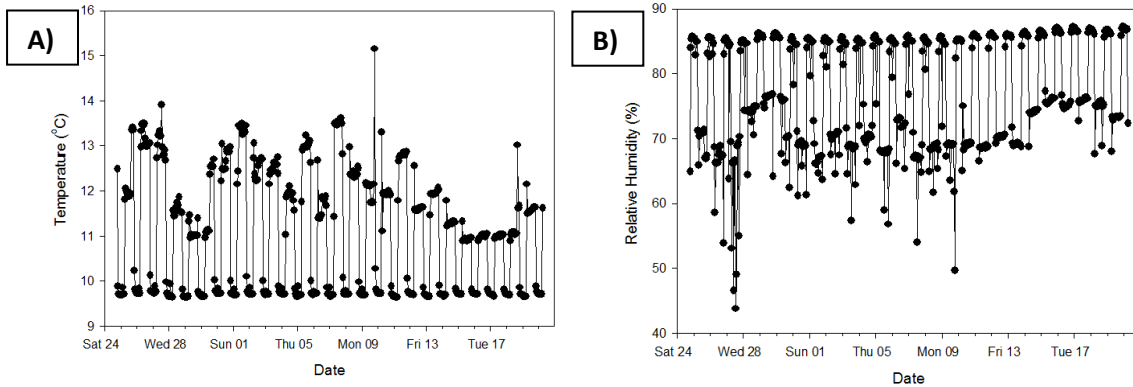 A)
16
15
14
13
12
11
10
9
Temperature (°C)
Sat 24 Wed 28 Sun 01 Thu 05 Mon 09 Fri 13 Tue 17
Date
B)
90
80
70
60
50
40
Relative Humidity (%)
Sat 24 Wed 28 Sun 01 Thu 05 Mon 09 Fri 13 Tue 17
Date